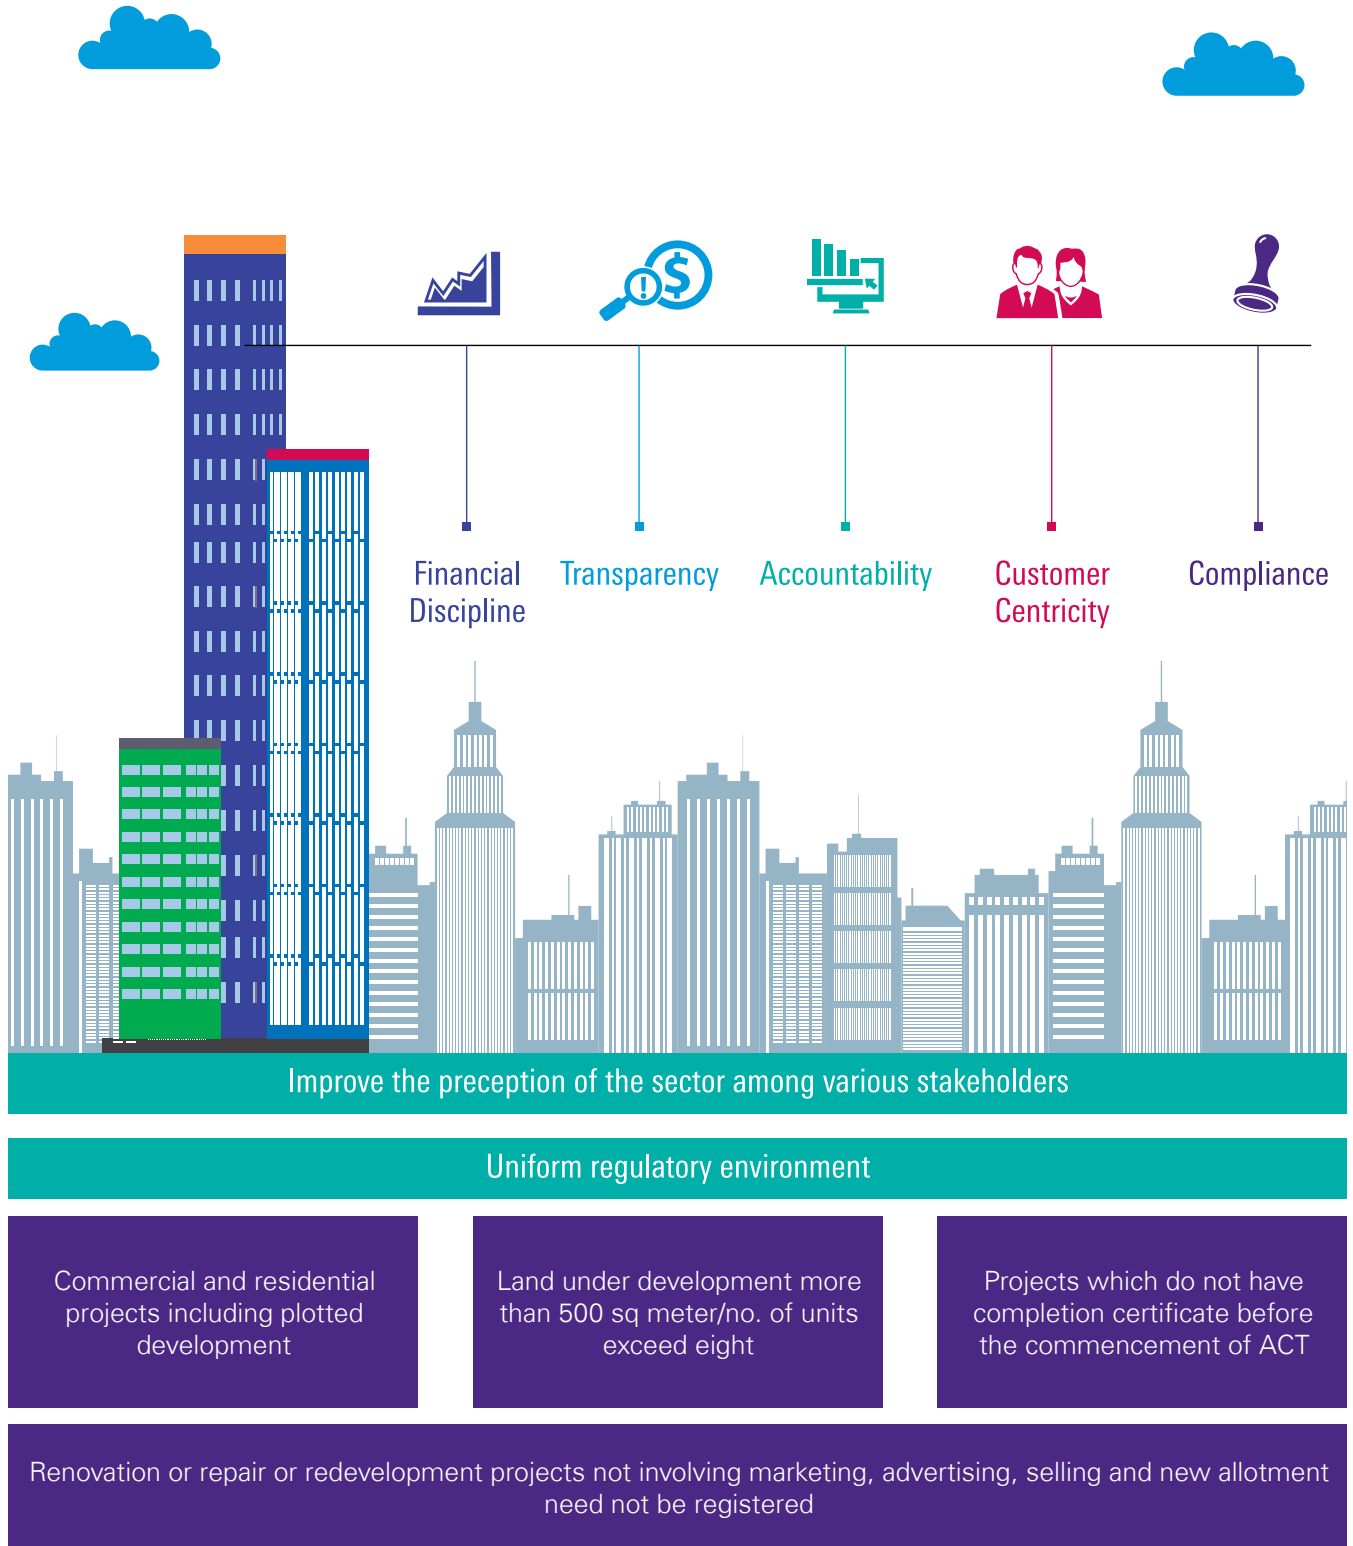 Financial
Discipline
Transparency
Accountability
Customer
Centricity
Compliance
Improve the preception of the sector among various stakeholders
Uniform regulatory environment
Commercial and residential
projects including plotted
development
Land under development more
than 500 sq meter/no. of units
exceed eight
Projects which do not have
completion certificate before
the commencement of ACT
Renovation or repair or redevelopment projects not involving marketing, advertising, selling and new allotment
need not be registered